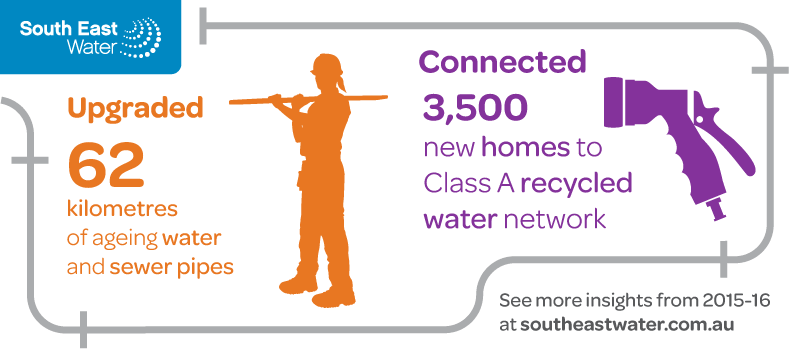 South East
Water
Upgraded
62
kilometres
of ageing water
and sewer pipes
Connected
3,500
new homes to
Class A recycled
water network
See more insights from 2015-16
at southeastwater.com.au